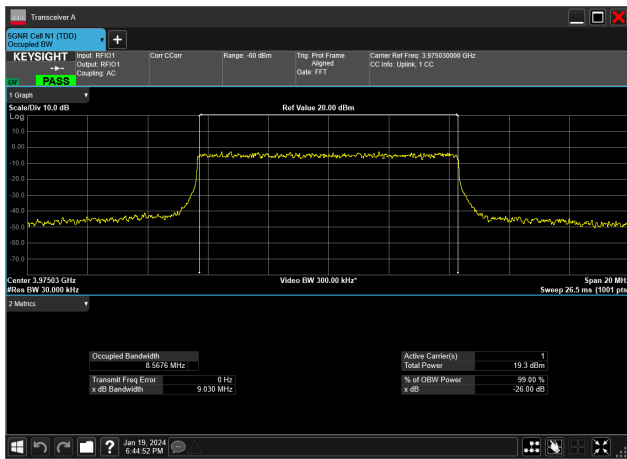 Transceiver A
5GNR Cell N1 (TDD)
Occupied BW
KEYSIGHT
LNI
PASS
Input: RFIO1
Output: RFIO1
Coupling: AC
Corr CCorr
Range: -60 dBm
Trig: Prot Frame
Aligned
Gate: FFT
Carrier Ref Freq: 3.975030000 GHz
CC Info: Uplink, 1 CC
1 Graph
Scale/Div 10.0 dB
Ref Value 20.00 dBm
Log
10.0
0.00
-10.0
-20.0
-30.0
-40.0
-50.0
-60.0
-70.0
Center 3.97503 GHz
Video BW 300.00 kHz*
Span 20 MHz
#Res BW 30.000 kHz
Sweep 26.5 ms (1001 pts
2 Metrics
Occupied Bandwidth
8.5676 MHz
Transmit Freq Error 0 Hz
x dB Bandwidth 9.030 MHz
Active Carrier(s) 1
Total Power 19.3 dBm
% of OBW Power 99.00 %
x dB -26.00 dB
Jan 19, 2024
6:44:52 PM